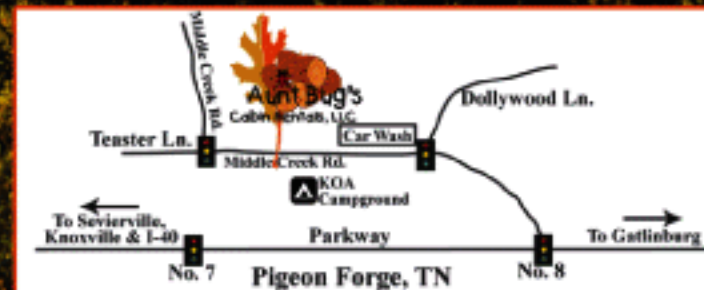 Middle Creek Rd.
Aunt Bug's
Cabin Rentals, LLC
Dollywood Ln.
Car Wash
Teaster Ln.
Middle Creek Rd.
KOA
Campground
To Sevierville,
Knoxville & I-40
Parkway
To Gatlinburg
No. 7
Pigeon Forge, TN
No. 8